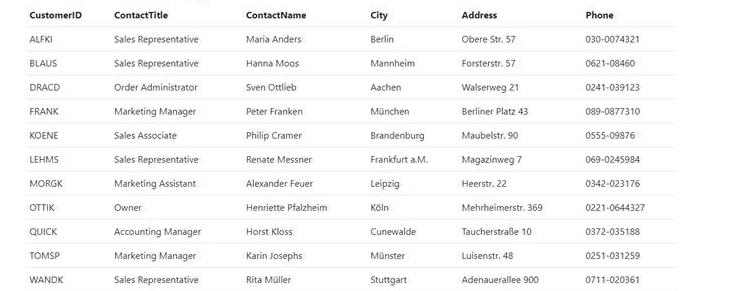 CustomerID ContactTitle ContactName City Address Phone
ALFKI Sales Representative Maria Anders Berlin Obere Str. 57 030-0074321
BLAUS Sales Representative Hanna Moos Mannheim Forsterstr. 57 0621-08460
DRACD Order Administrator Sven Ottlieb Aachen Walserweg 21 0241-039123
FRANK Marketing Manager Peter Franken München Berliner Platz 43 089-0877310
KOENE Sales Associate Philip Cramer Brandenburg Maubelstr. 90 0555-09876
LEHMS Sales Representative Renate Messner Frankfurt a.M. Magazinweg 7 069-0245984
MORGK Marketing Assistant Alexander Feuer Leipzig Heerstr. 22 0342-023176
OTTIK Owner Henriette Pfalzheim Köln Mehrheimerstr. 369 0221-0644327
QUICK Accounting Manager Horst Kloss Cunewalde Taucherstraße 10 0372-035188
TOMSP Marketing Manager Karin Josephs Münster Luisenstr. 48 0251-031259
WANDK Sales Representative Rita Müller Stuttgart Adenauerallee 900 0711-020361